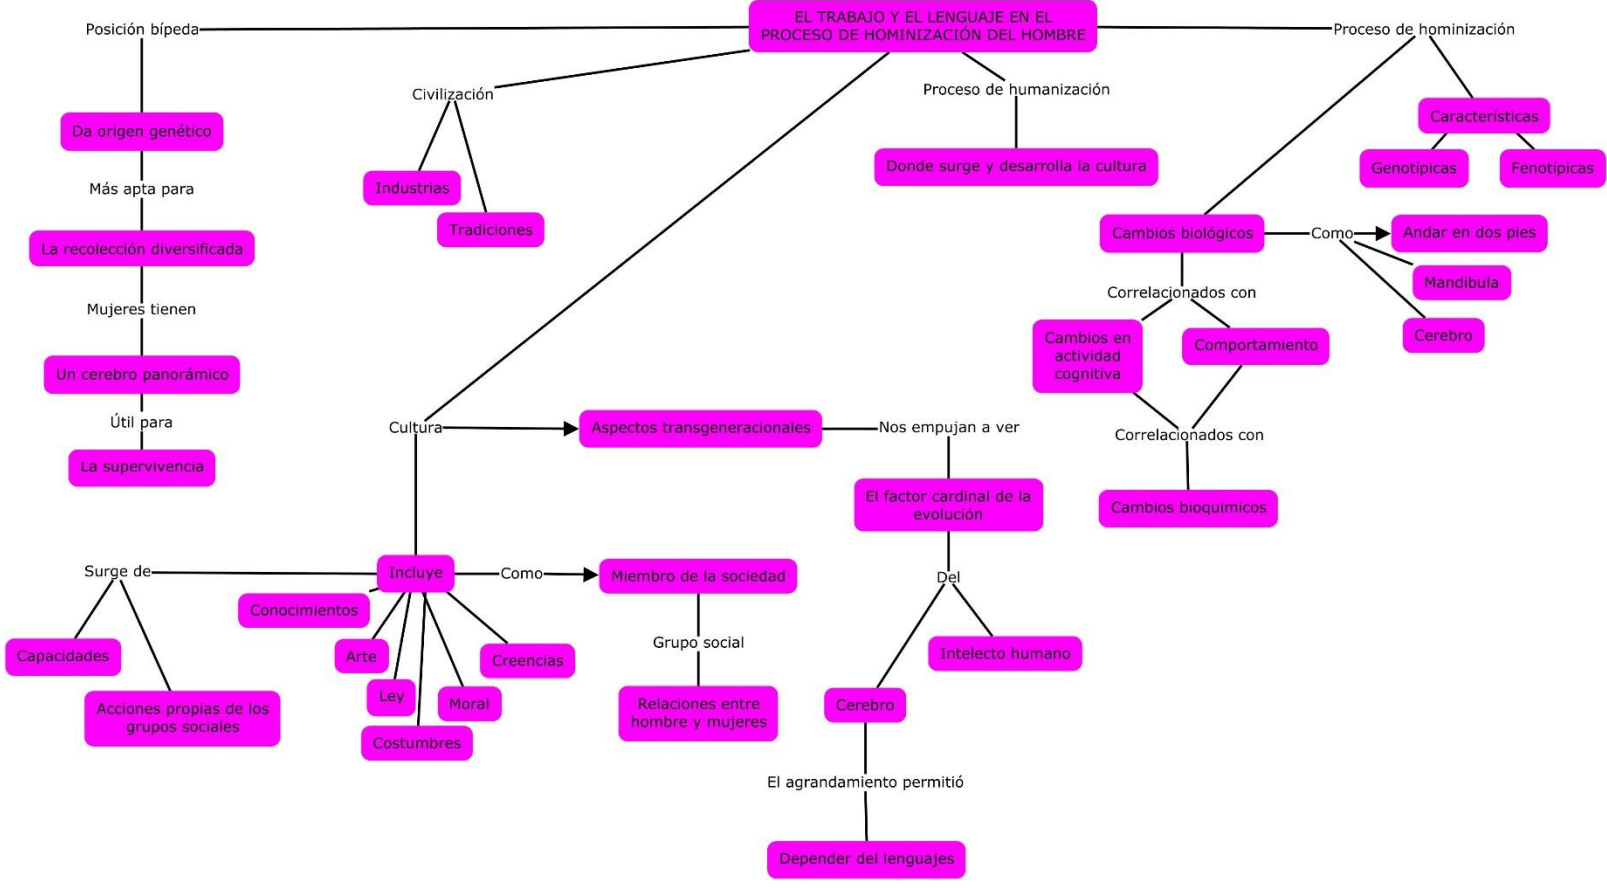 EL TRABAJO Y EL LENGUAJE EN EL
PROCESO DE HOMINIZACIÓN DEL HOMBRE
Posición bípeda
Da origen genético
Más apta para
La recolección diversificada
Mujeres tienen
Un cerebro panorámico
Útil para
La supervivencia
Civilización
Industrias
Tradiciones
Proceso de humanización
Donde surge y desarrolla la cultura
Proceso de hominización
Características
Genotípicas
Fenotípicas
Cambios biológicos
Como
Andar en dos pies
Mandibula
Cerebro
Correlacionados con
Cambios en
actividad
cognitiva
Comportamiento
Correlacionados con
Cambios bioquimicos
Cultura
Aspectos transgeneracionales
Nos empujan a ver
El factor cardinal de la
evolución
Del
Intelecto humano
Cerebro
El agrandamiento permitió
Depender del lenguajes
Incluye
Surge de
Capacidades
Acciones propias de los
grupos sociales
Conocimientos
Arte
Ley
Costumbres
Moral
Creencias
Como
Miembro de la sociedad
Grupo social
Relaciones entre
hombre y mujeres